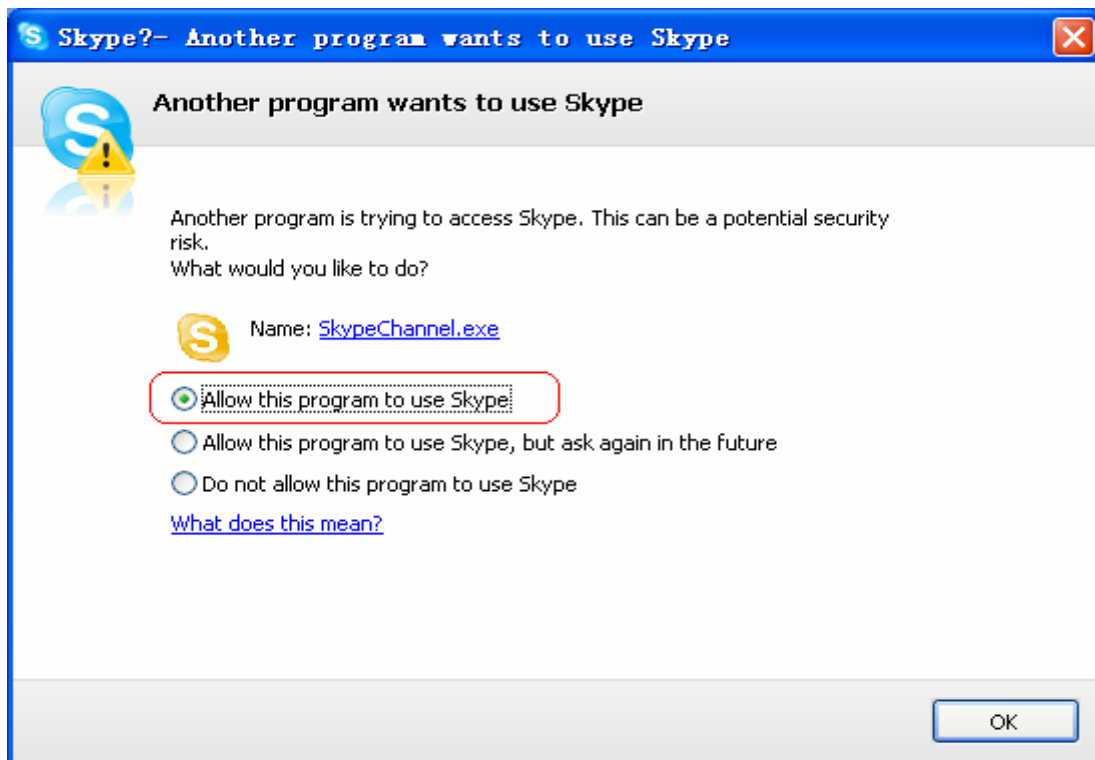 Skype?- Another program wants to use Skype
Another program wants to use Skype
Another program is trying to access Skype. This can be a potential security
risk.
What would you like to do?
Name: SkypeChannel.exe
Allow this program to use Skype
Allow this program to use Skype, but ask again in the future
Do not allow this program to use Skype
What does this mean?
OK